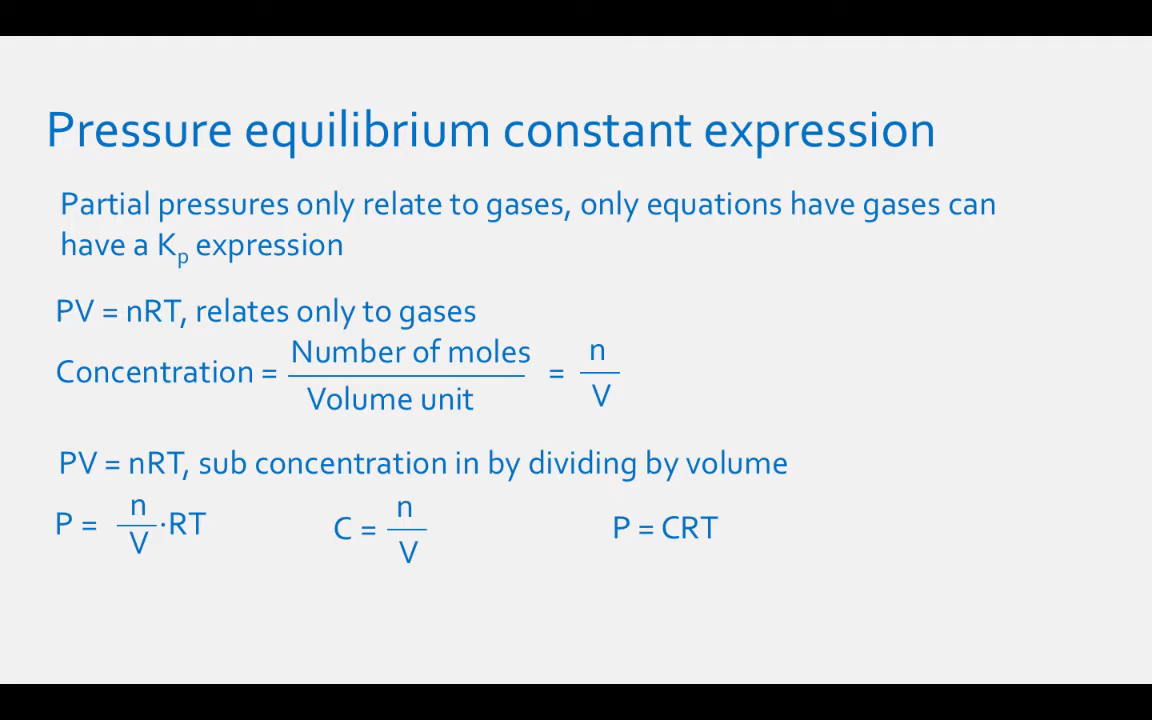 Pressure equilibrium constant expression
Partial pressures only relate to gases, only equations have gases can
have a Kp expression
PV = nRT, relates only to gases
Concentration = Number of moles / Volume unit = n / V
PV = nRT, sub concentration in by dividing by volume
P = n / V ·RT C = n / V P = CRT